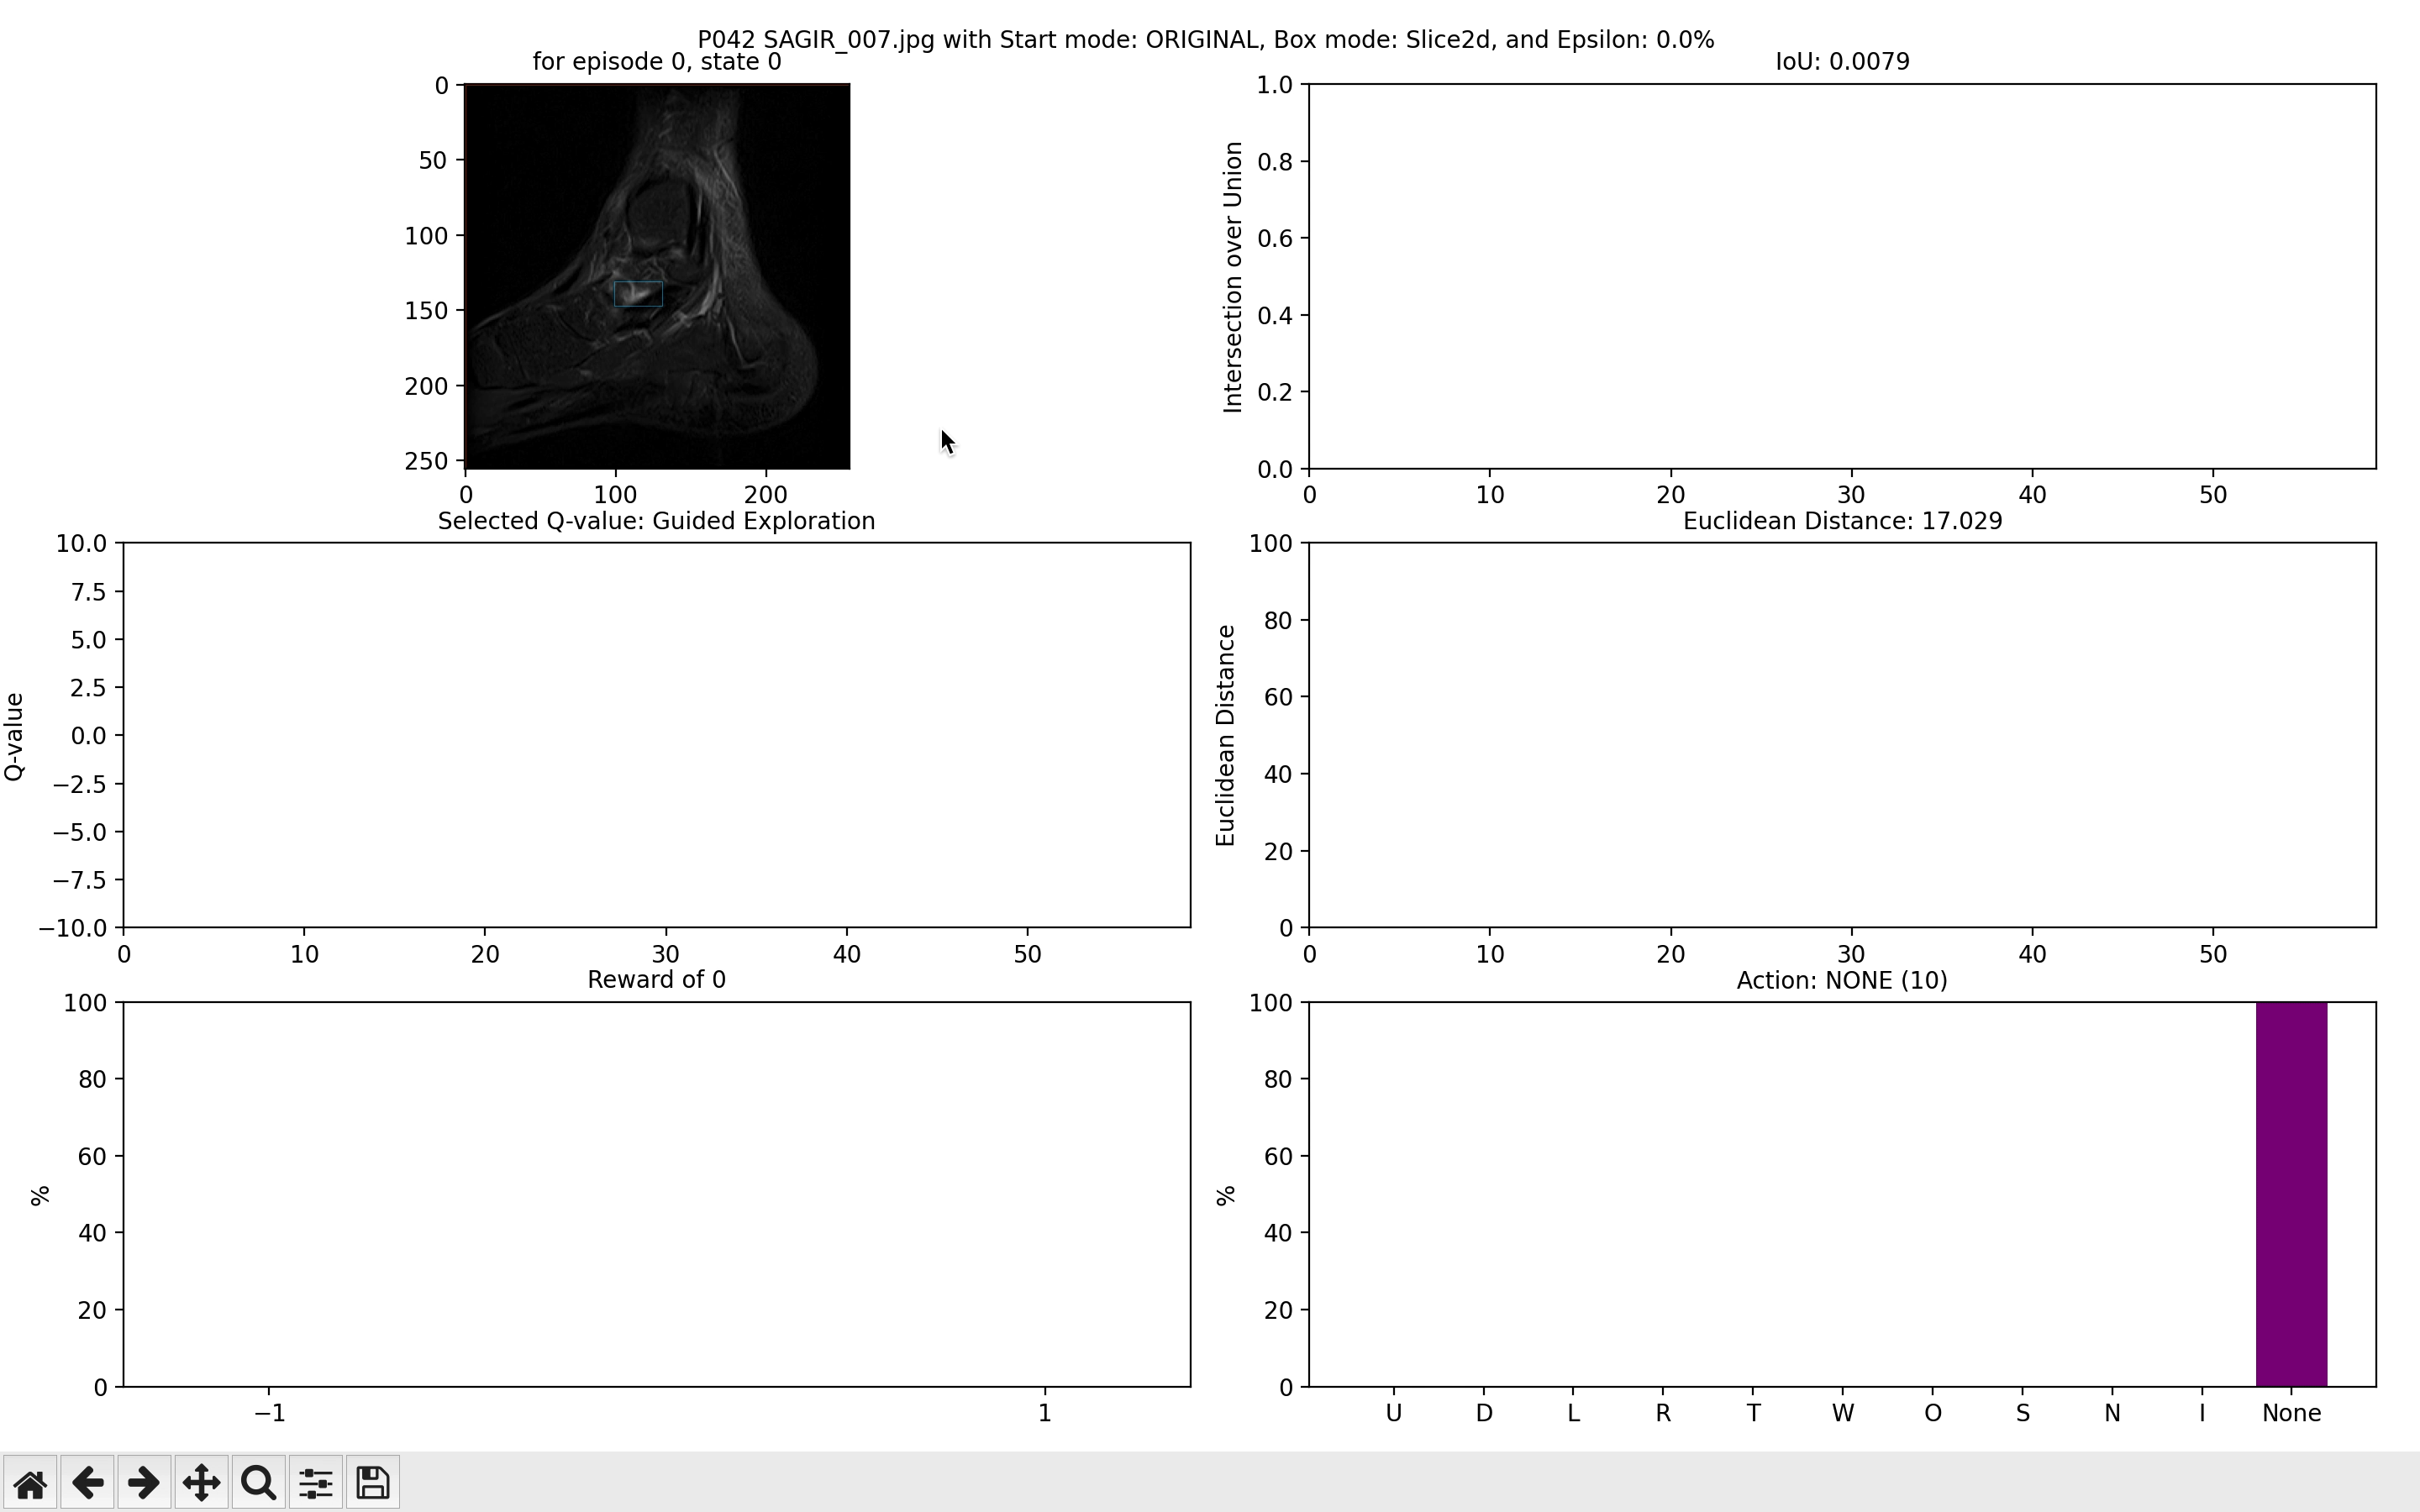 P042 SAGIR_007.jpg with Start mode: ORIGINAL, Box mode: Slice2d, and Epsilon: 0.0%
for episode 0, state 0
0
50
100
150
200
250
0 100 200
IoU: 0.0079
Intersection over Union
1.0
0.8
0.6
0.4
0.2
0.0
0 10 20 30 40 50
Selected Q-value: Guided Exploration
Q-value
10.0
7.5
5.0
2.5
0.0
−2.5
−5.0
−7.5
−10.0
0 10 20 30 40 50
Euclidean Distance: 17.029
Euclidean Distance
100
80
60
40
20
0
0 10 20 30 40 50
Reward of 0
%
100
80
60
40
20
0
−1 1
Action: NONE (10)
%
100
80
60
40
20
0
U D L R T W O S N I None